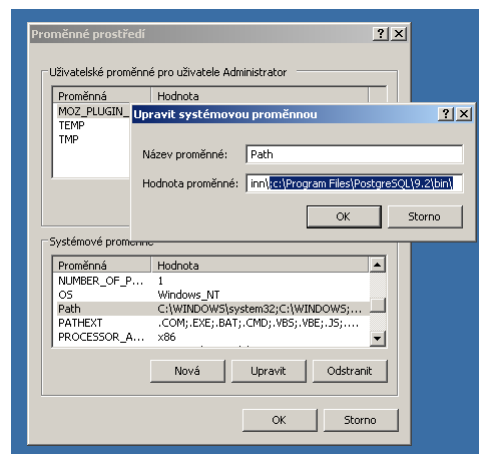 Proměnné prostředí
Uživatelské proměnné pro uživatele Administrator
Proměnná Hodnota
MOZ_PLUGIN_
TEMP
TMP
Upravit systémovou proměnnou
Název proměnné: Path
Hodnota proměnné: inn\;c:\Program Files\PostgreSQL\9.2\bin\
OK Storno
Systémové proměnné
Proměnná Hodnota
NUMBER_OF_P... 1
OS Windows_NT
Path C:\WINDOWS\system32;C:\WINDOWS;...
PATHEXT .COM;.EXE;.BAT;.CMD;.VBS;.VBE;.JS;....
PROCESSOR_A... x86
Nová Upravit Odstranit
OK Storno